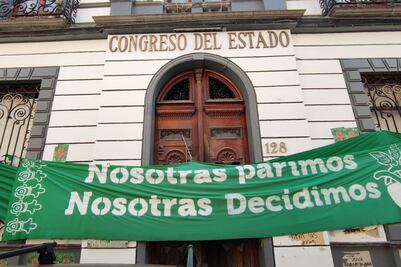 CONGRESO DEL ESTADO
128
Nosotras parimos
Nosotras Decidimos